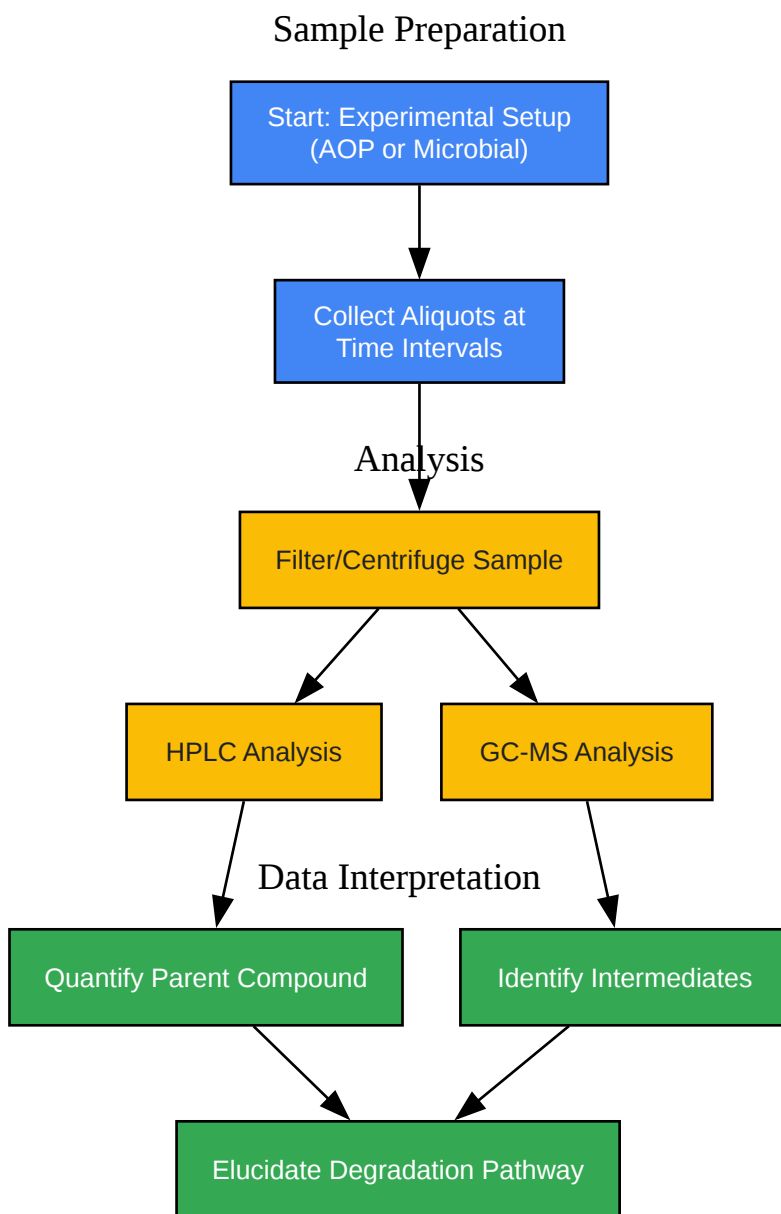 Sample Preparation
Start: Experimental Setup
(AOP or Microbial)
Collect Aliquots at
Time Intervals
Analysis
Filter/Centrifuge Sample
HPLC Analysis
GC-MS Analysis
Data Interpretation
Quantify Parent Compound
Identify Intermediates
Elucidate Degradation Pathway